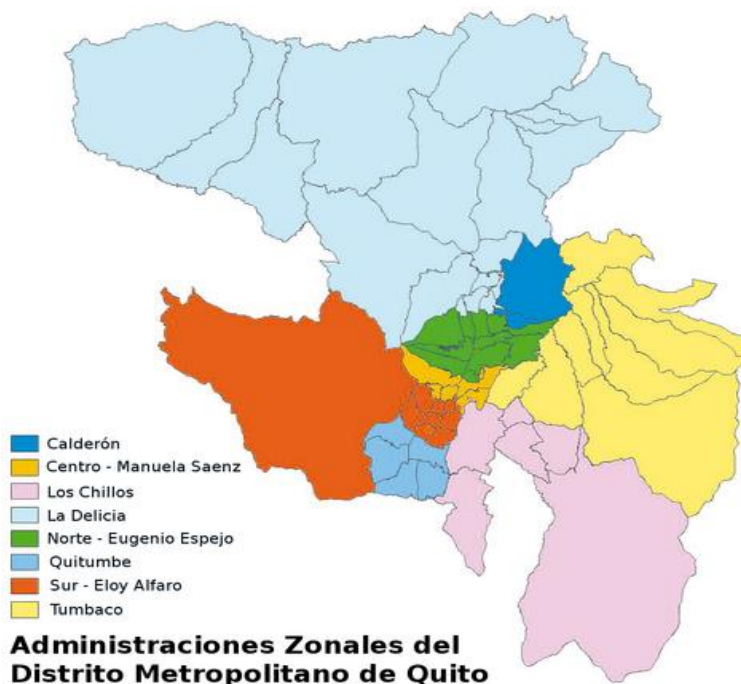 Calderón
Centro - Manuela Saenz
Los Chillos
La Delicia
Norte - Eugenio Espejo
Quitumbe
Sur - Eloy Alfaro
Tumbaco
Administraciones Zonales del
Distrito Metropolitano de Quito